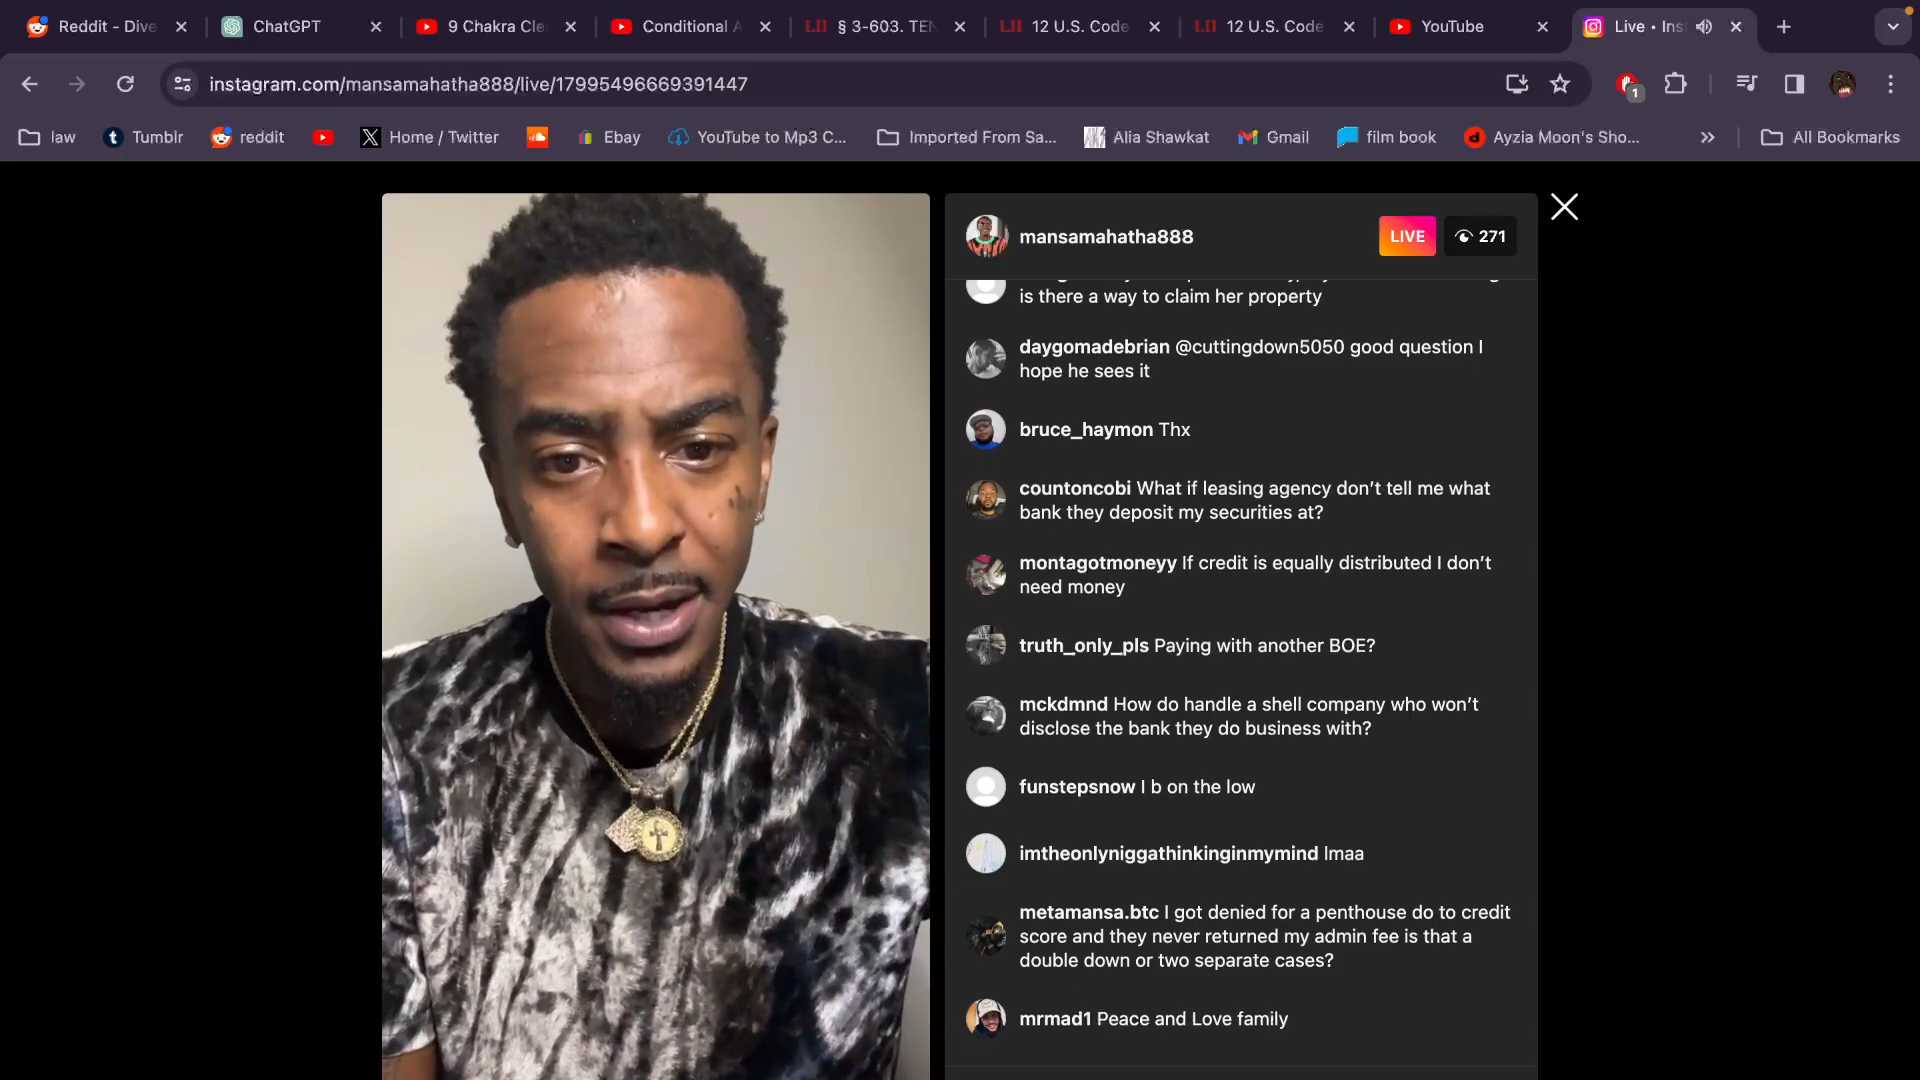 Reddit - Dive
ChatGPT
9 Chakra Cle
Conditional A
LII § 3-603. TEN
LII 12 U.S. Code
LII 12 U.S. Code
YouTube
Live • Ins
instagram.com/mansamahatha888/live/17995496669391447
1
law
Tumblr
reddit
Home / Twitter
Ebay
YouTube to Mp3 C...
Imported From Sa...
Alia Shawkat
Gmail
film book
Ayzia Moon's Sho...
All Bookmarks
mansamahatha888
LIVE
271
is there a way to claim her property
daygomadebrian @cuttingdown5050 good question I
hope he sees it
bruce_haymon Thx
countoncobi What if leasing agency don’t tell me what
bank they deposit my securities at?
montagotmoneyy If credit is equally distributed I don’t
need money
truth_only_pls Paying with another BOE?
mckdmnd How do handle a shell company who won’t
disclose the bank they do business with?
funstepsnow I b on the low
imtheonlyniggathinkinginmymind lmaa
metamansa.btc I got denied for a penthouse do to credit
score and they never returned my admin fee is that a
double down or two separate cases?
mrmad1 Peace and Love family